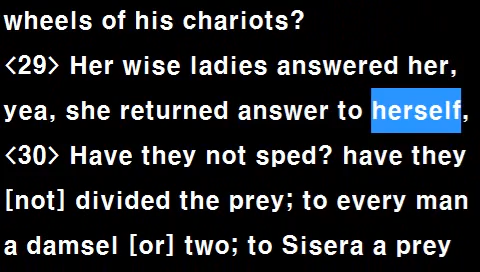 wheels of his chariots?
<29> Her wise ladies answered her,
yea, she returned answer to herself,
<30> Have they not sped? have they
[not] divided the prey; to every man
a damsel [or] two; to Sisera a prey